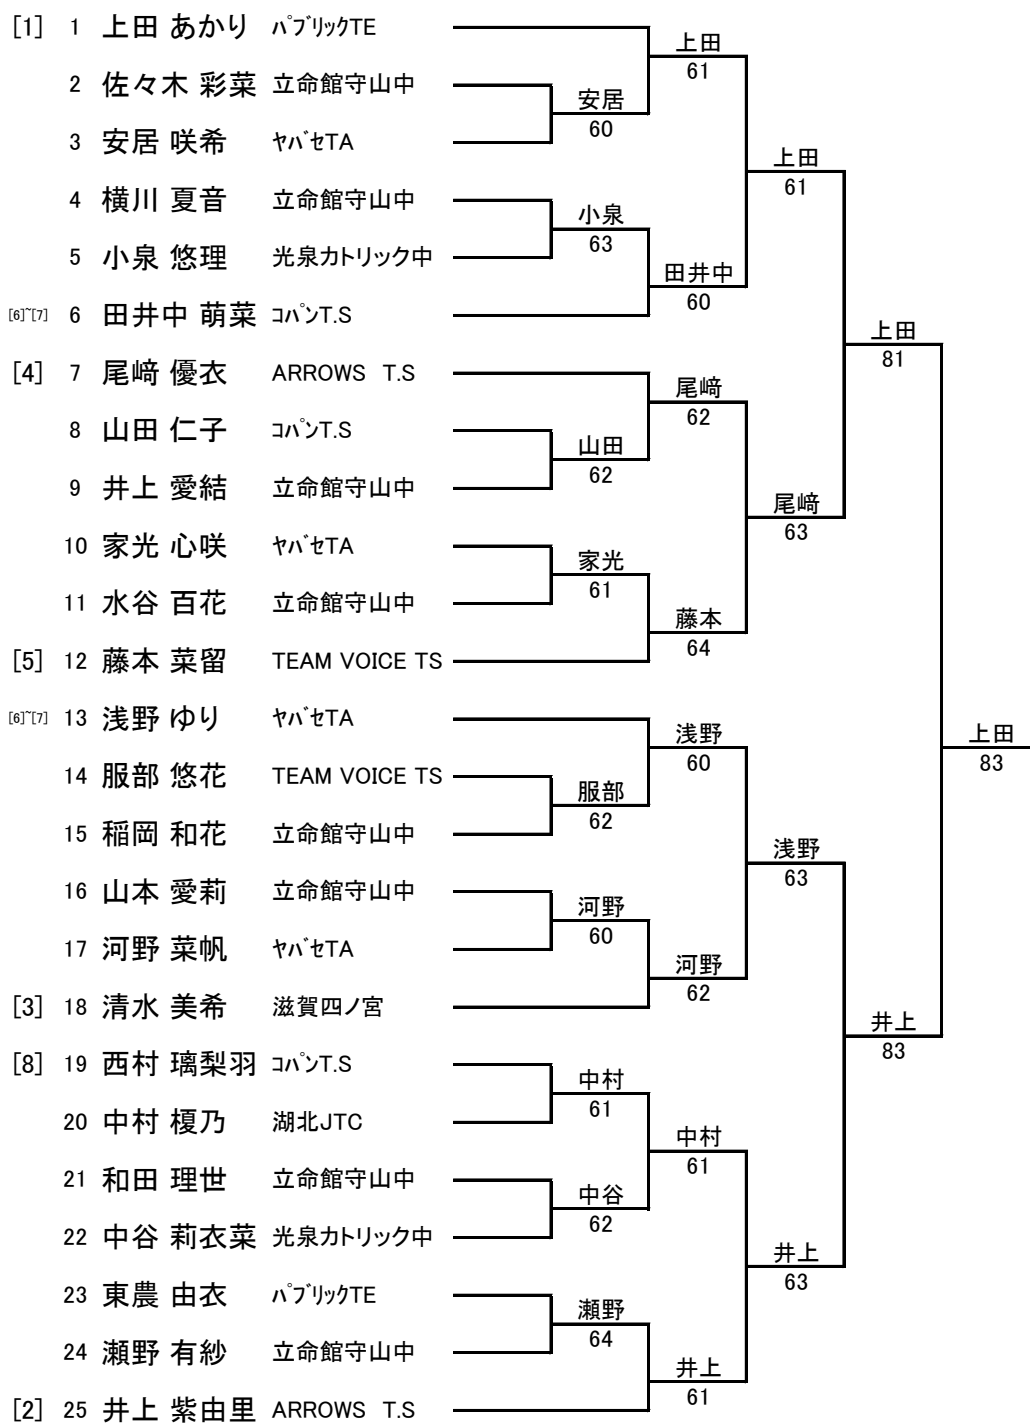 [1] 1 上田 あかり ﾊﾟﾌﾞﾘｯｸTE
上田
61
2 佐々木 彩菜 立命館守山中
安居
60
3 安居 咲希 ﾔﾊﾞｾTA
上田
61
4 横川 夏音 立命館守山中
小泉
63
5 小泉 悠理 光泉カトリック中
田井中
60
[6]~[7] 6 田井中 萌菜 ｺﾊﾟﾝT.S
上田
81
[4] 7 尾﨑 優衣 ARROWS T.S
尾﨑
62
8 山田 仁子 ｺﾊﾟﾝT.S
山田
62
9 井上 愛結 立命館守山中
尾﨑
63
10 家光 心咲 ﾔﾊﾞｾTA
家光
61
11 水谷 百花 立命館守山中
藤本
64
[5] 12 藤本 菜留 TEAM VOICE TS
[6]~[7] 13 浅野 ゆり ﾔﾊﾞｾTA
浅野
60
上田
83
14 服部 悠花 TEAM VOICE TS
服部
62
15 稲岡 和花 立命館守山中
浅野
63
16 山本 愛莉 立命館守山中
河野
60
17 河野 菜帆 ﾔﾊﾞｾTA
河野
62
[3] 18 清水 美希 滋賀四ノ宮
井上
83
[8] 19 西村 璃梨羽 ｺﾊﾟﾝT.S
中村
61
20 中村 榎乃 湖北JTC
中村
61
21 和田 理世 立命館守山中
中谷
62
22 中谷 莉衣菜 光泉カトリック中
井上
63
23 東農 由衣 ﾊﾟﾌﾞﾘｯｸTE
瀬野
64
24 瀬野 有紗 立命館守山中
井上
61
[2] 25 井上 紫由里 ARROWS T.S